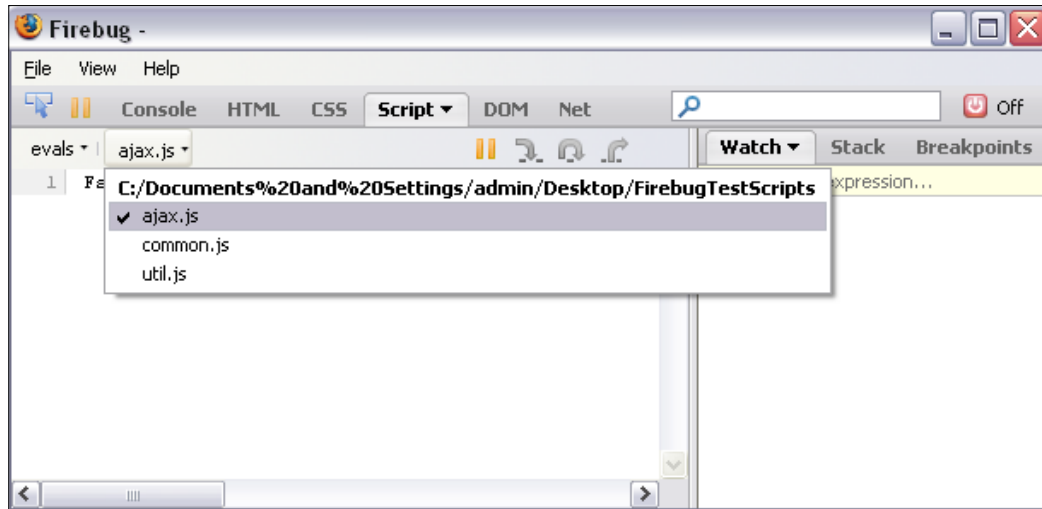 Firebug -
File View Help
Console HTML CSS Script DOM Net Off
evals ajax.js Watch Stack Breakpoints
1
C:/Documents%20and%20Settings/admin/Desktop/FirebugTestScripts
ajax.js
common.js
util.js